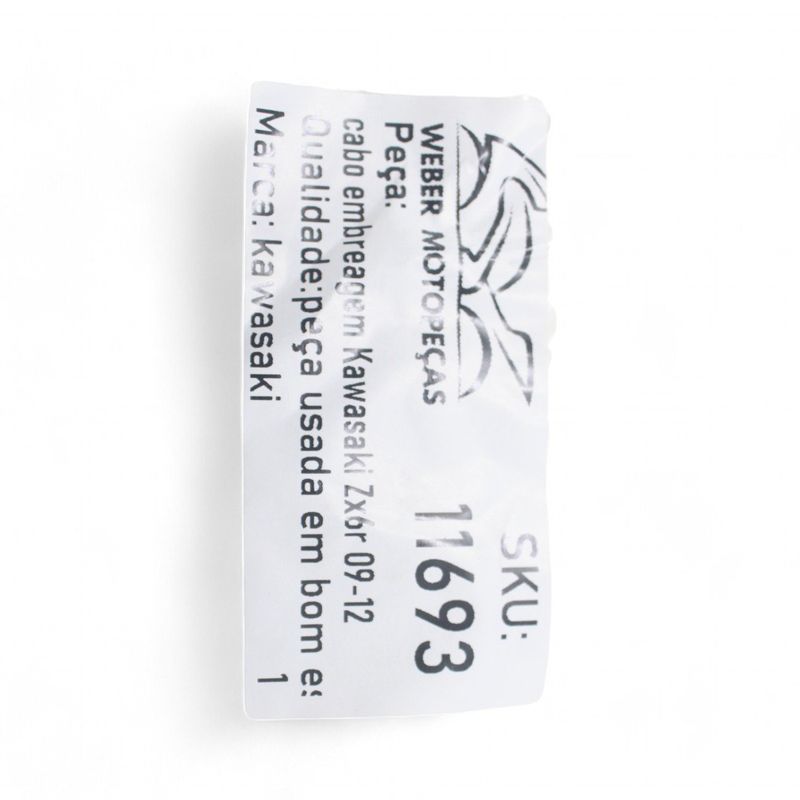 WEBER MOTOPEÇAS
SKU:
11693
Peça:
cabo embreagem Kawasaki Zx6r 09-12
Qualidade:peça usada em bom es
Marca: kawasaki
1